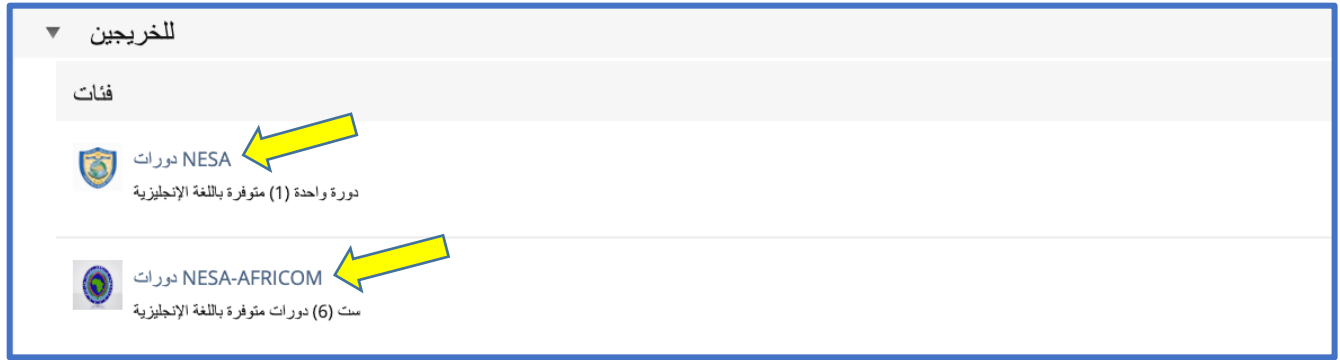 للخريجين
فئات
دورات NESA
دورة واحدة (1) متوفرة باللغة الإنجليزية
دورات NESA-AFRICOM
ست (6) دورات متوفرة باللغة الإنجليزية